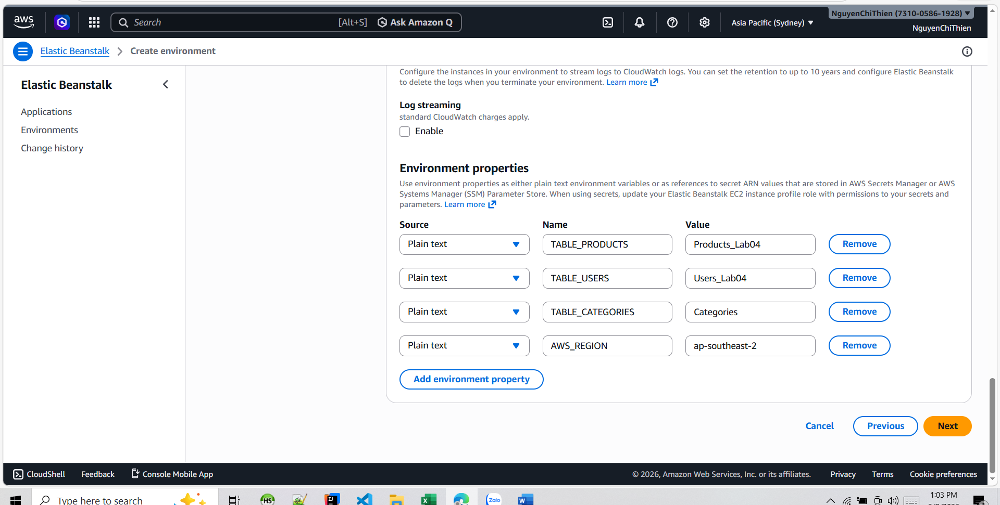 aws
Search [Alt+S] Ask Amazon Q
Asia Pacific (Sydney)
NguyenChiThien (7310-0586-1928)
NguyenChiThien
Elastic Beanstalk > Create environment
Elastic Beanstalk
Applications
Environments
Change history
Configure the instances in your environment to stream logs to CloudWatch logs. You can set the retention to up to 10 years and configure Elastic Beanstalk
to delete the logs when you terminate your environment. Learn more
Log streaming
standard CloudWatch charges apply.
Enable
Environment properties
Use environment properties as either plain text environment variables or as references to secret ARN values that are stored in AWS Secrets Manager or AWS
Systems Manager (SSM) Parameter Store. When using secrets, update your Elastic Beanstalk EC2 instance profile role with permissions to your secrets and
parameters. Learn more
Source Name Value
Plain text TABLE_PRODUCTS Products_Lab04 Remove
Plain text TABLE_USERS Users_Lab04 Remove
Plain text TABLE_CATEGORIES Categories Remove
Plain text AWS_REGION ap-southeast-2 Remove
Add environment property
Cancel Previous Next
CloudShell Feedback Console Mobile App © 2026, Amazon Web Services, Inc. or its affiliates. Privacy Terms Cookie preferences
Type here to search
HS
IJ
Zalo
W
1:03 PM